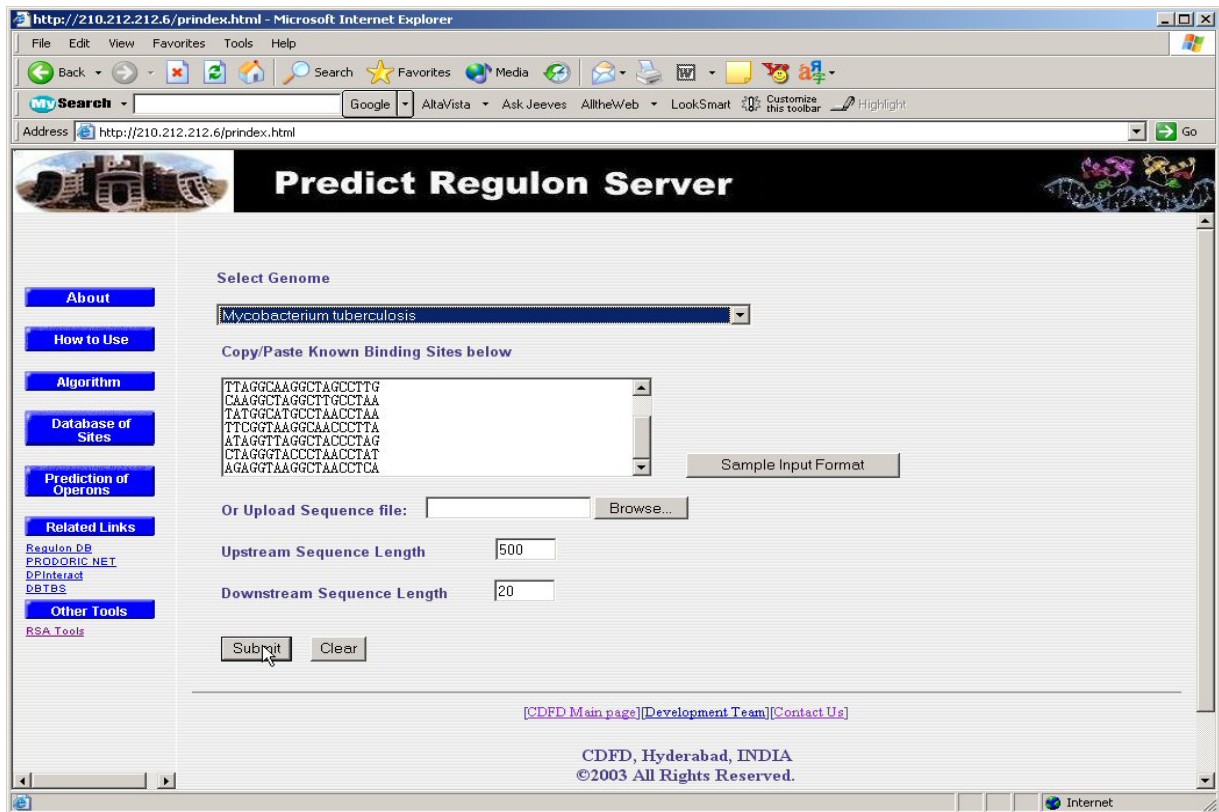 http://210.212.212.6/prindex.html - Microsoft Internet Explorer
File Edit View Favorites Tools Help
Back Search Favorites Media
My Search Google AltaVista Ask Jeeves AlltheWeb LookSmart Customize this toolbar Highlight
Address http://210.212.212.6/prindex.html Go
Predict Regulon Server
About
How to Use
Algorithm
Database of
Sites
Prediction of
Operons
Related Links
Regulon DB
PRODORIC NET
DPInteract
DBTBS
Other Tools
RSA Tools
Select Genome
Mycobacterium tuberculosis
Copy/Paste Known Binding Sites below
TTAGGCAAGGCTAGCCTTG
CAAGGCTAGGCTTGCCTAA
TATGGCATGCCTAACCTAA
TTCGGTAAGGCAACCCTTA
ATAGGTTAGGCTACCCTAG
CTAGGGTACCCTAACCTAT
AGAGGTAAGGCTAACCTCA
Sample Input Format
Or Upload Sequence file: Browse...
Upstream Sequence Length 500
Downstream Sequence Length 20
Submit Clear
[CDFD Main page][Development Team][Contact Us]
CDFD, Hyderabad, INDIA
©2003 All Rights Reserved.
Internet